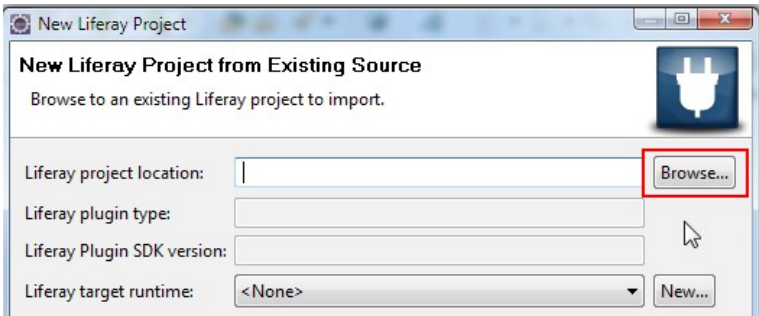 New Liferay Project
New Liferay Project from Existing Source
Browse to an existing Liferay project to import.
Liferay project location: Browse...
Liferay plugin type:
Liferay Plugin SDK version:
Liferay target runtime: <None> New...